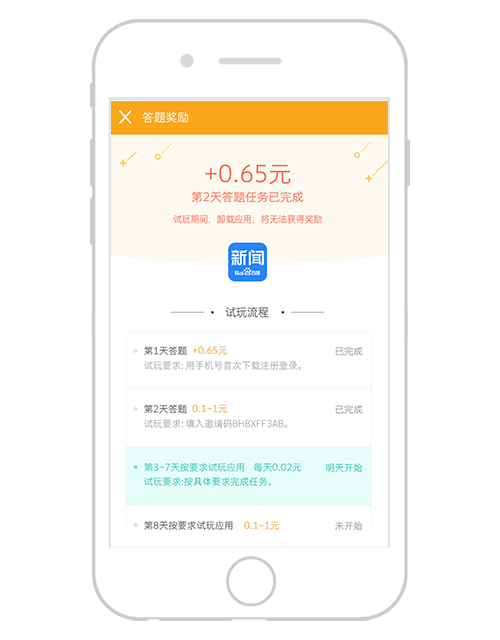 答题奖励
+0.65元
第2天答题任务已完成
试玩期间，卸载应用，将无法获得奖励
新闻
Bai百度
试玩流程
第1天答题 +0.65元 已完成
试玩要求: 用手机号首次下载注册登录。
第2天答题 0.1~1元 已完成
试玩要求: 填入邀请码BHBXFF3AB。
第3~7天按要求试玩应用 每天0.02元 明天开始
试玩要求:按具体要求完成任务。
第8天按要求试玩应用 0.1~1元 未开始